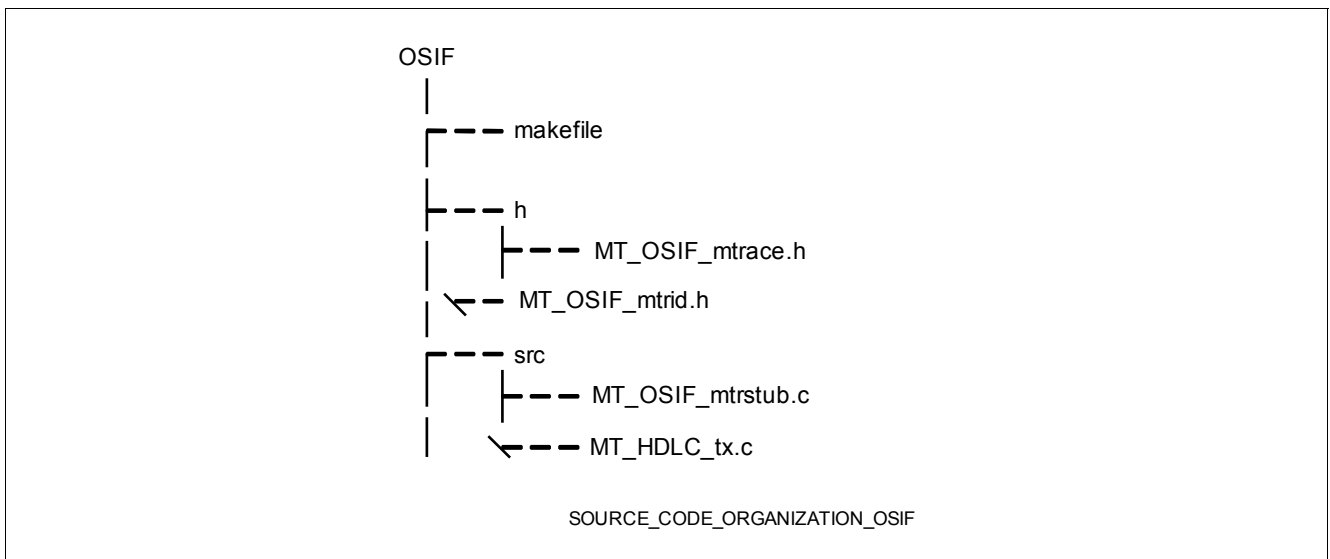 OSIF
makefile
h
MT_OSIF_mtrace.h
MT_OSIF_mtrid.h
src
MT_OSIF_mtrstub.c
MT_HDLC_tx.c
SOURCE_CODE_ORGANIZATION_OSIF